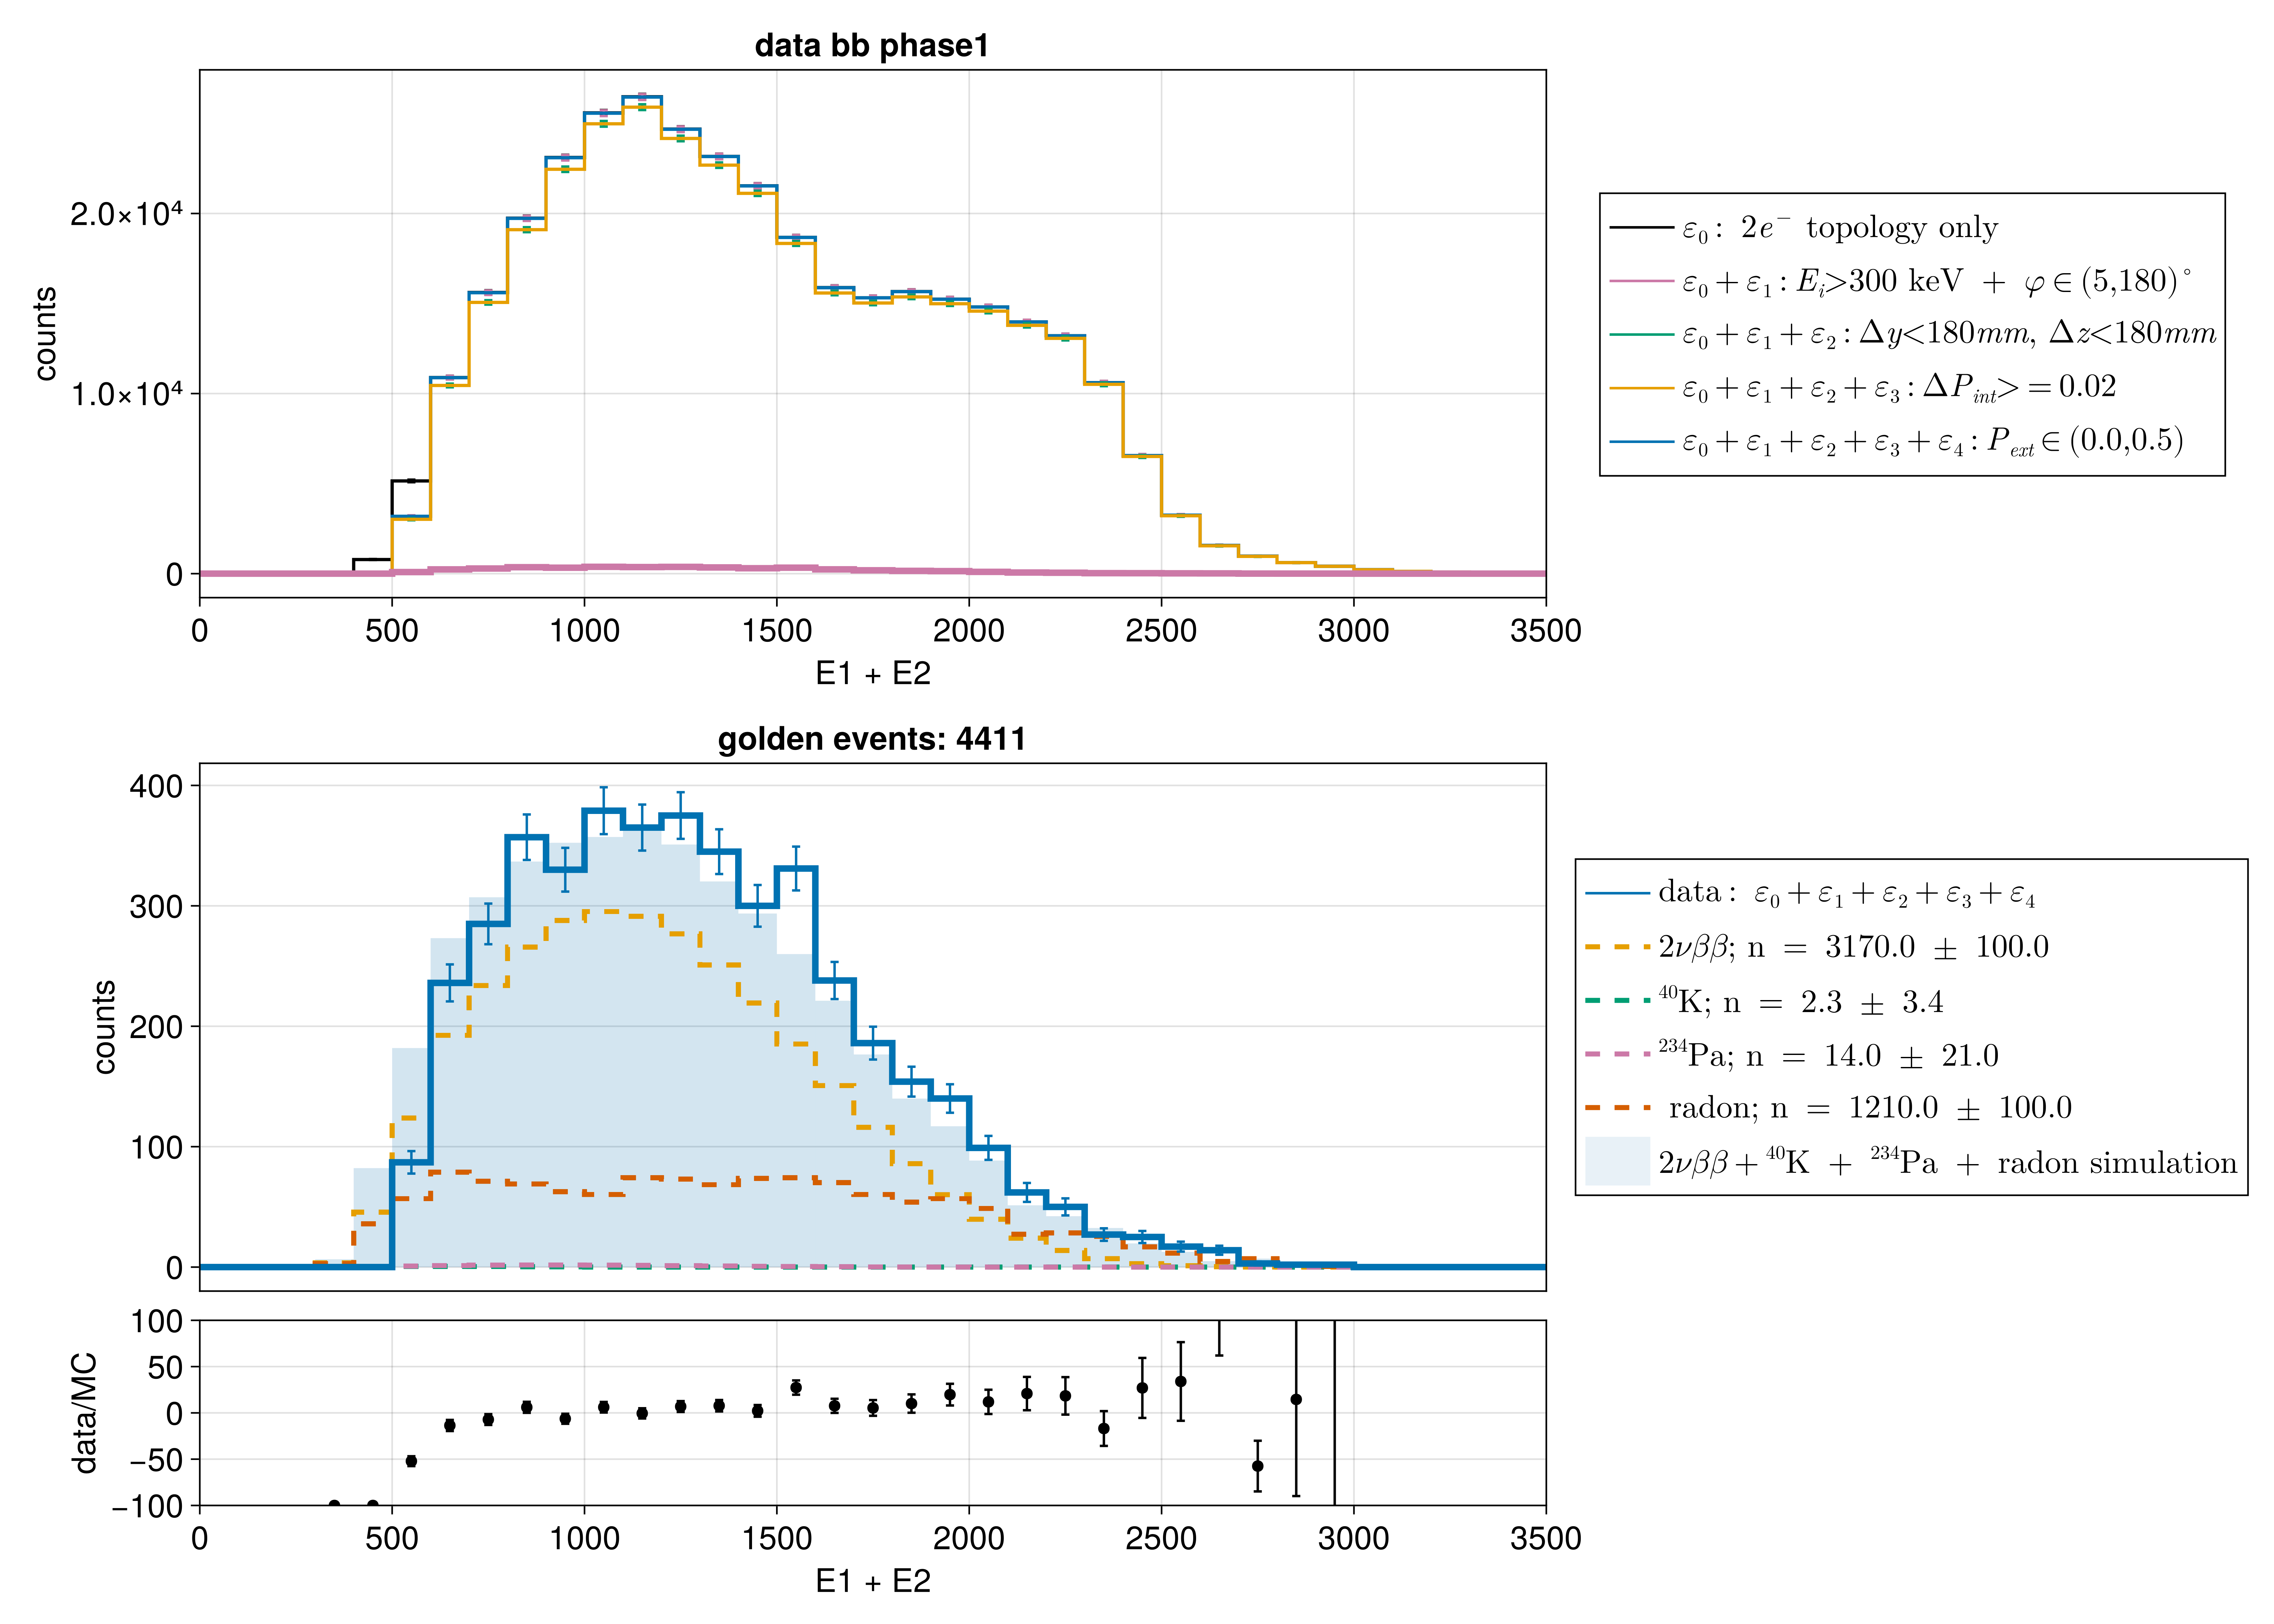 data bb phase1
counts
2.0×10⁴
1.0×10⁴
0
0 500 1000 1500 2000 2500 3000 3500
E1 + E2
ε₀ : 2e⁻ topology only
ε₀ + ε₁ : Eᵢ>300 keV + φ ∈ (5,180)°
ε₀ + ε₁ + ε₂ : Δy<180mm, Δz<180mm
ε₀ + ε₁ + ε₂ + ε₃ : ΔP_int> = 0.02
ε₀ + ε₁ + ε₂ + ε₃ + ε₄ : P_ext ∈ (0.0,0.5)
golden events: 4411
counts
400
300
200
100
0
data : ε₀ + ε₁ + ε₂ + ε₃ + ε₄
2νββ; n = 3170.0 ± 100.0
⁴⁰K; n = 2.3 ± 3.4
²³⁴Pa; n = 14.0 ± 21.0
radon; n = 1210.0 ± 100.0
2νββ + ⁴⁰K + ²³⁴Pa + radon simulation
data/MC
100
50
0
−50
−100
0 500 1000 1500 2000 2500 3000 3500
E1 + E2